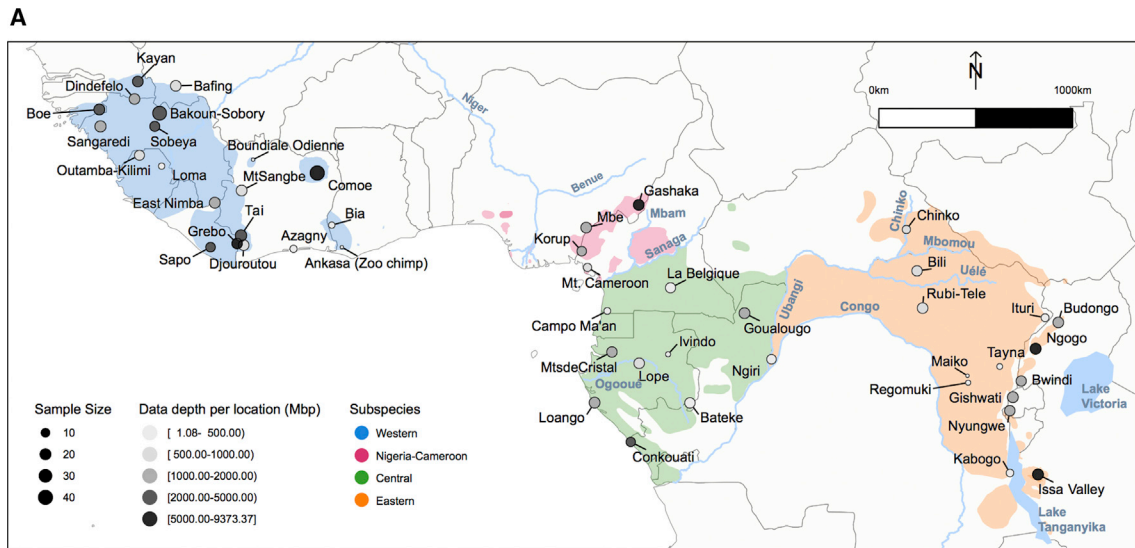 A
Kayan
Dindefelo
Bafing
Boe
Bakoun-Sobory
Sangaredi
Sobeya
Boundiale Odienne
Outamba-Kilimi
Loma
MtSangbe
Comoe
East Nimba
Tai
Bia
Grebo
Azagny
Sapo
Djouroutou
Ankasa (Zoo chimp)
Niger
Benue
Gashaka
Mbam
Mbe
Sanaga
Korup
Mt. Cameroon
La Belgique
Campo Ma'an
Goualougo
Ivindo
MtsdeCristal
Lope
Ngiri
Ogooué
Loango
Bateke
Conkouati
Ubangi
Congo
N
0km
1000km
Chinko
Chinko
Mbomou
Bili
Uélé
Rubi-Tele
Ituri
Budongo
Ngogo
Tayna
Maiko
Bwindi
Regomuki
Gishwati
Lake
Victoria
Nyungwe
Kabogo
Issa Valley
Lake
Tanganyika
Sample Size
10
20
30
40
Data depth per location (Mbp)
[ 1.08- 500.00)
[ 500.00-1000.00)
[1000.00-2000.00)
[2000.00-5000.00)
[5000.00-9373.37]
Subspecies
Western
Nigeria-Cameroon
Central
Eastern